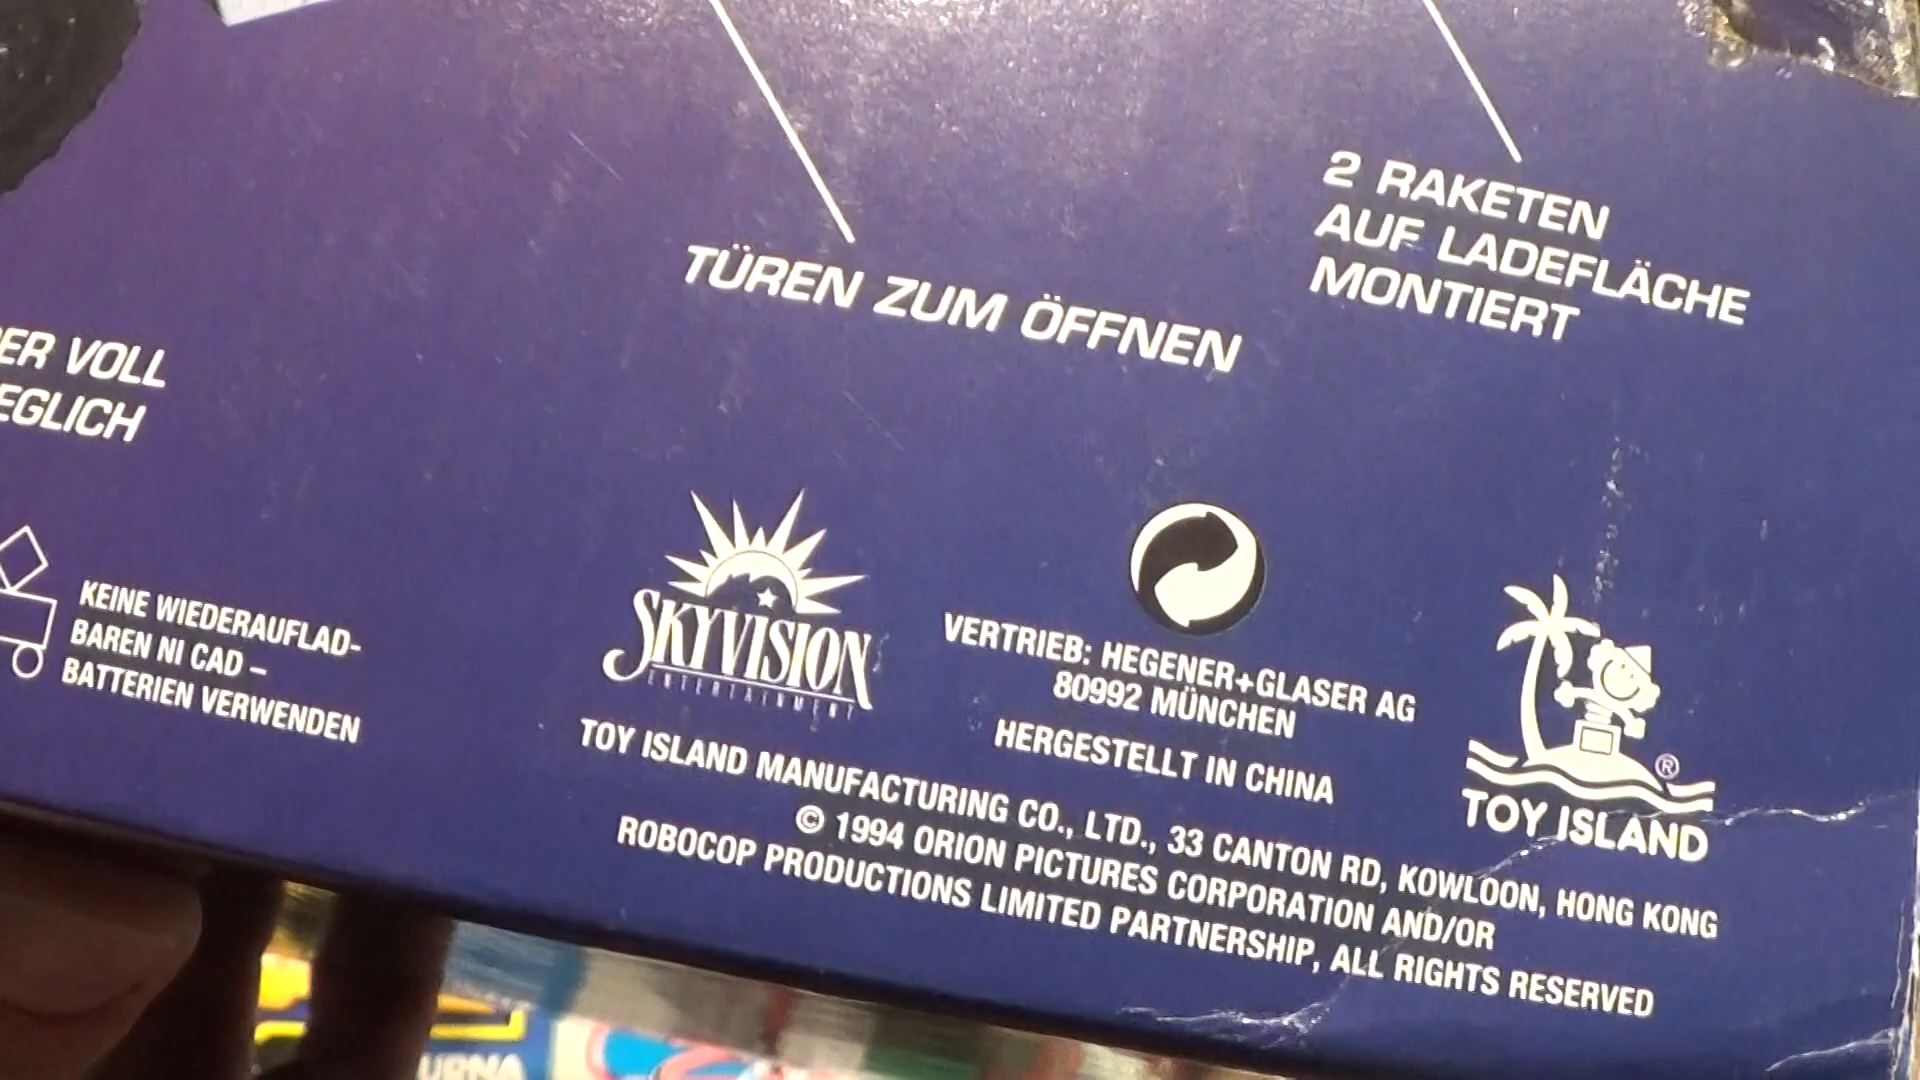 TÜREN ZUM ÖFFNEN
2 RAKETEN
AUF LADEFLÄCHE
MONTIERT
ER VOLL
EGLICH
KEINE WIEDERAUFLAD-
BAREN NI CAD –
BATTERIEN VERWENDEN
SKYVISION
ENTERTAINMENT
VERTRIEB: HEGENER+GLASER AG
80992 MÜNCHEN
HERGESTELLT IN CHINA
TOY ISLAND ®
TOY ISLAND MANUFACTURING CO., LTD., 33 CANTON RD, KOWLOON, HONG KONG
© 1994 ORION PICTURES CORPORATION AND/OR
ROBOCOP PRODUCTIONS LIMITED PARTNERSHIP, ALL RIGHTS RESERVED
URNA